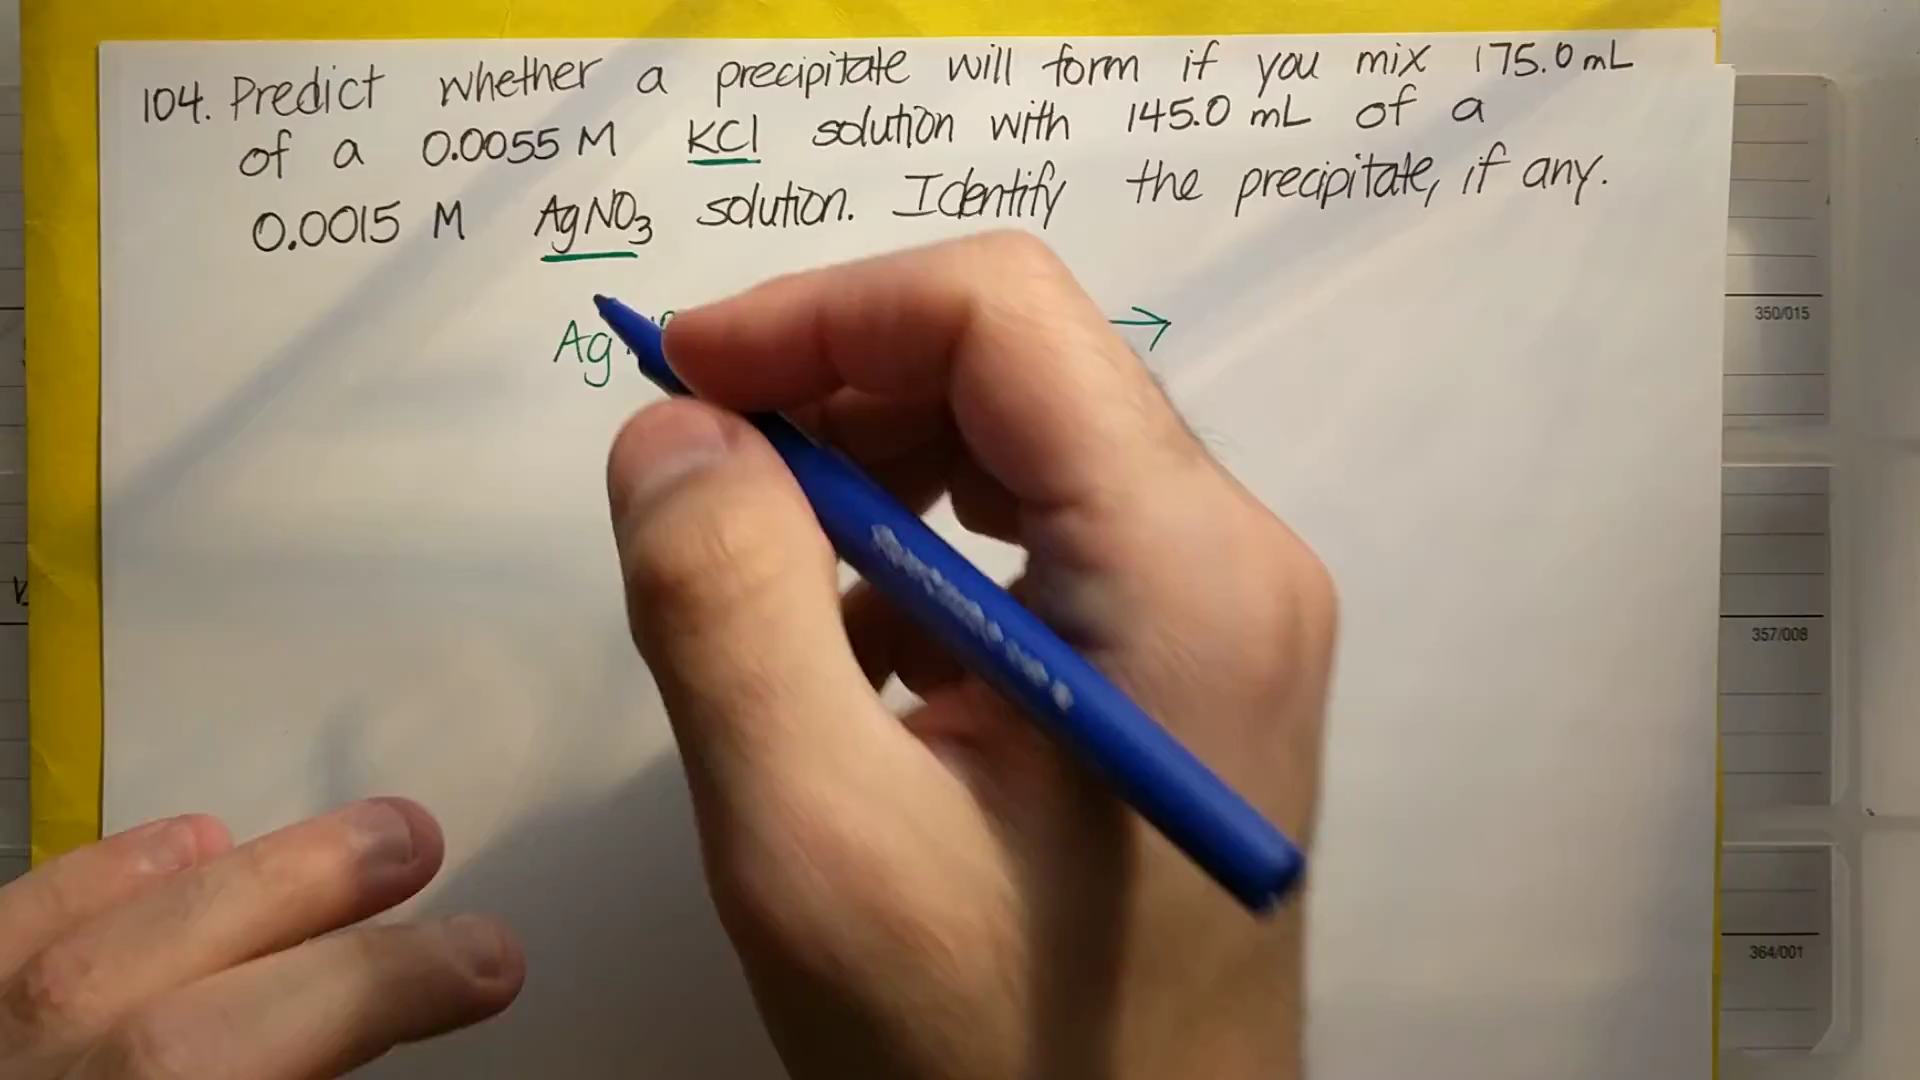 104. Predict whether a precipitate will form if you mix 175.0 mL
of a 0.0055 M KCl solution with 145.0 mL of a
0.0015 M AgNO3 solution. Identify the precipitate, if any.
Ag →
350/015
357/008
364/001